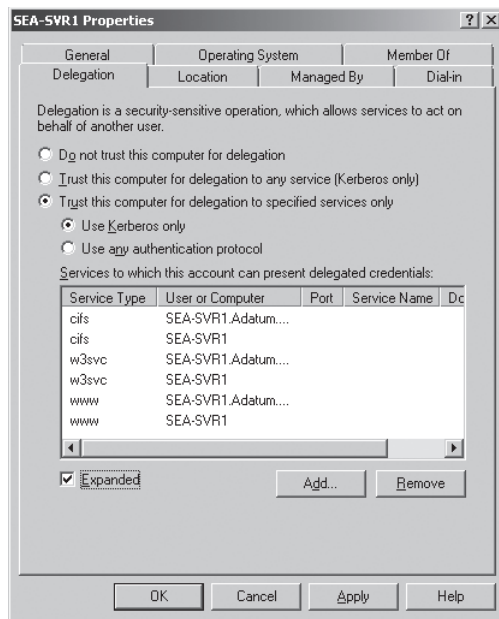 SEA-SVR1 Properties
General Operating System Member Of
Delegation Location Managed By Dial-in
Delegation is a security-sensitive operation, which allows services to act on
behalf of another user.
Do not trust this computer for delegation
Trust this computer for delegation to any service (Kerberos only)
Trust this computer for delegation to specified services only
Use Kerberos only
Use any authentication protocol
Services to which this account can present delegated credentials:
Service Type User or Computer Port Service Name Dc
cifs SEA-SVR1.Adatum....
cifs SEA-SVR1
w3svc SEA-SVR1.Adatum....
w3svc SEA-SVR1
www SEA-SVR1.Adatum....
www SEA-SVR1
Expanded Add... Remove
OK Cancel Apply Help